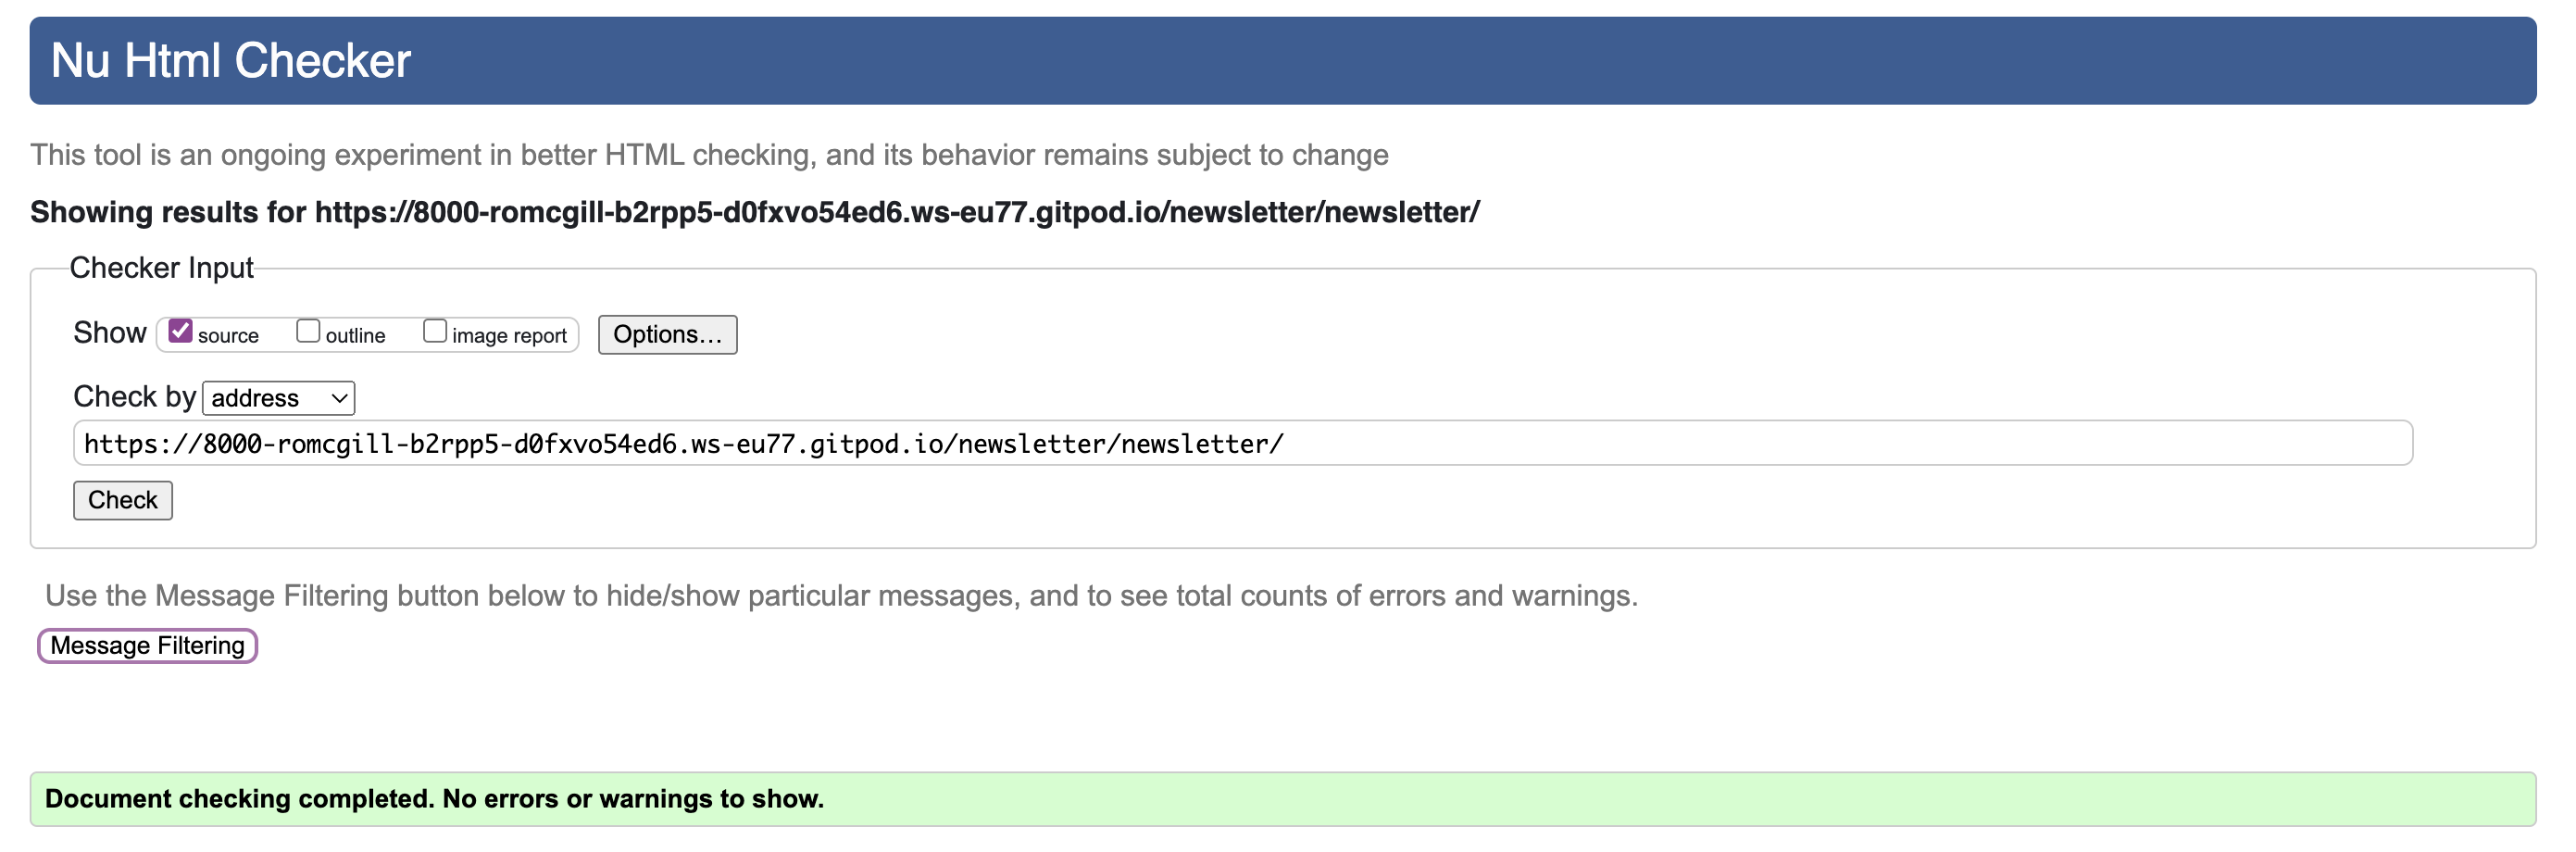 Nu Html Checker
This tool is an ongoing experiment in better HTML checking, and its behavior remains subject to change
Showing results for https://8000-romcgill-b2rpp5-d0fxvo54ed6.ws-eu77.gitpod.io/newsletter/newsletter/
Checker Input
Show source outline image report Options…
Check by address
https://8000-romcgill-b2rpp5-d0fxvo54ed6.ws-eu77.gitpod.io/newsletter/newsletter/
Check
Use the Message Filtering button below to hide/show particular messages, and to see total counts of errors and warnings.
Message Filtering
Document checking completed. No errors or warnings to show.